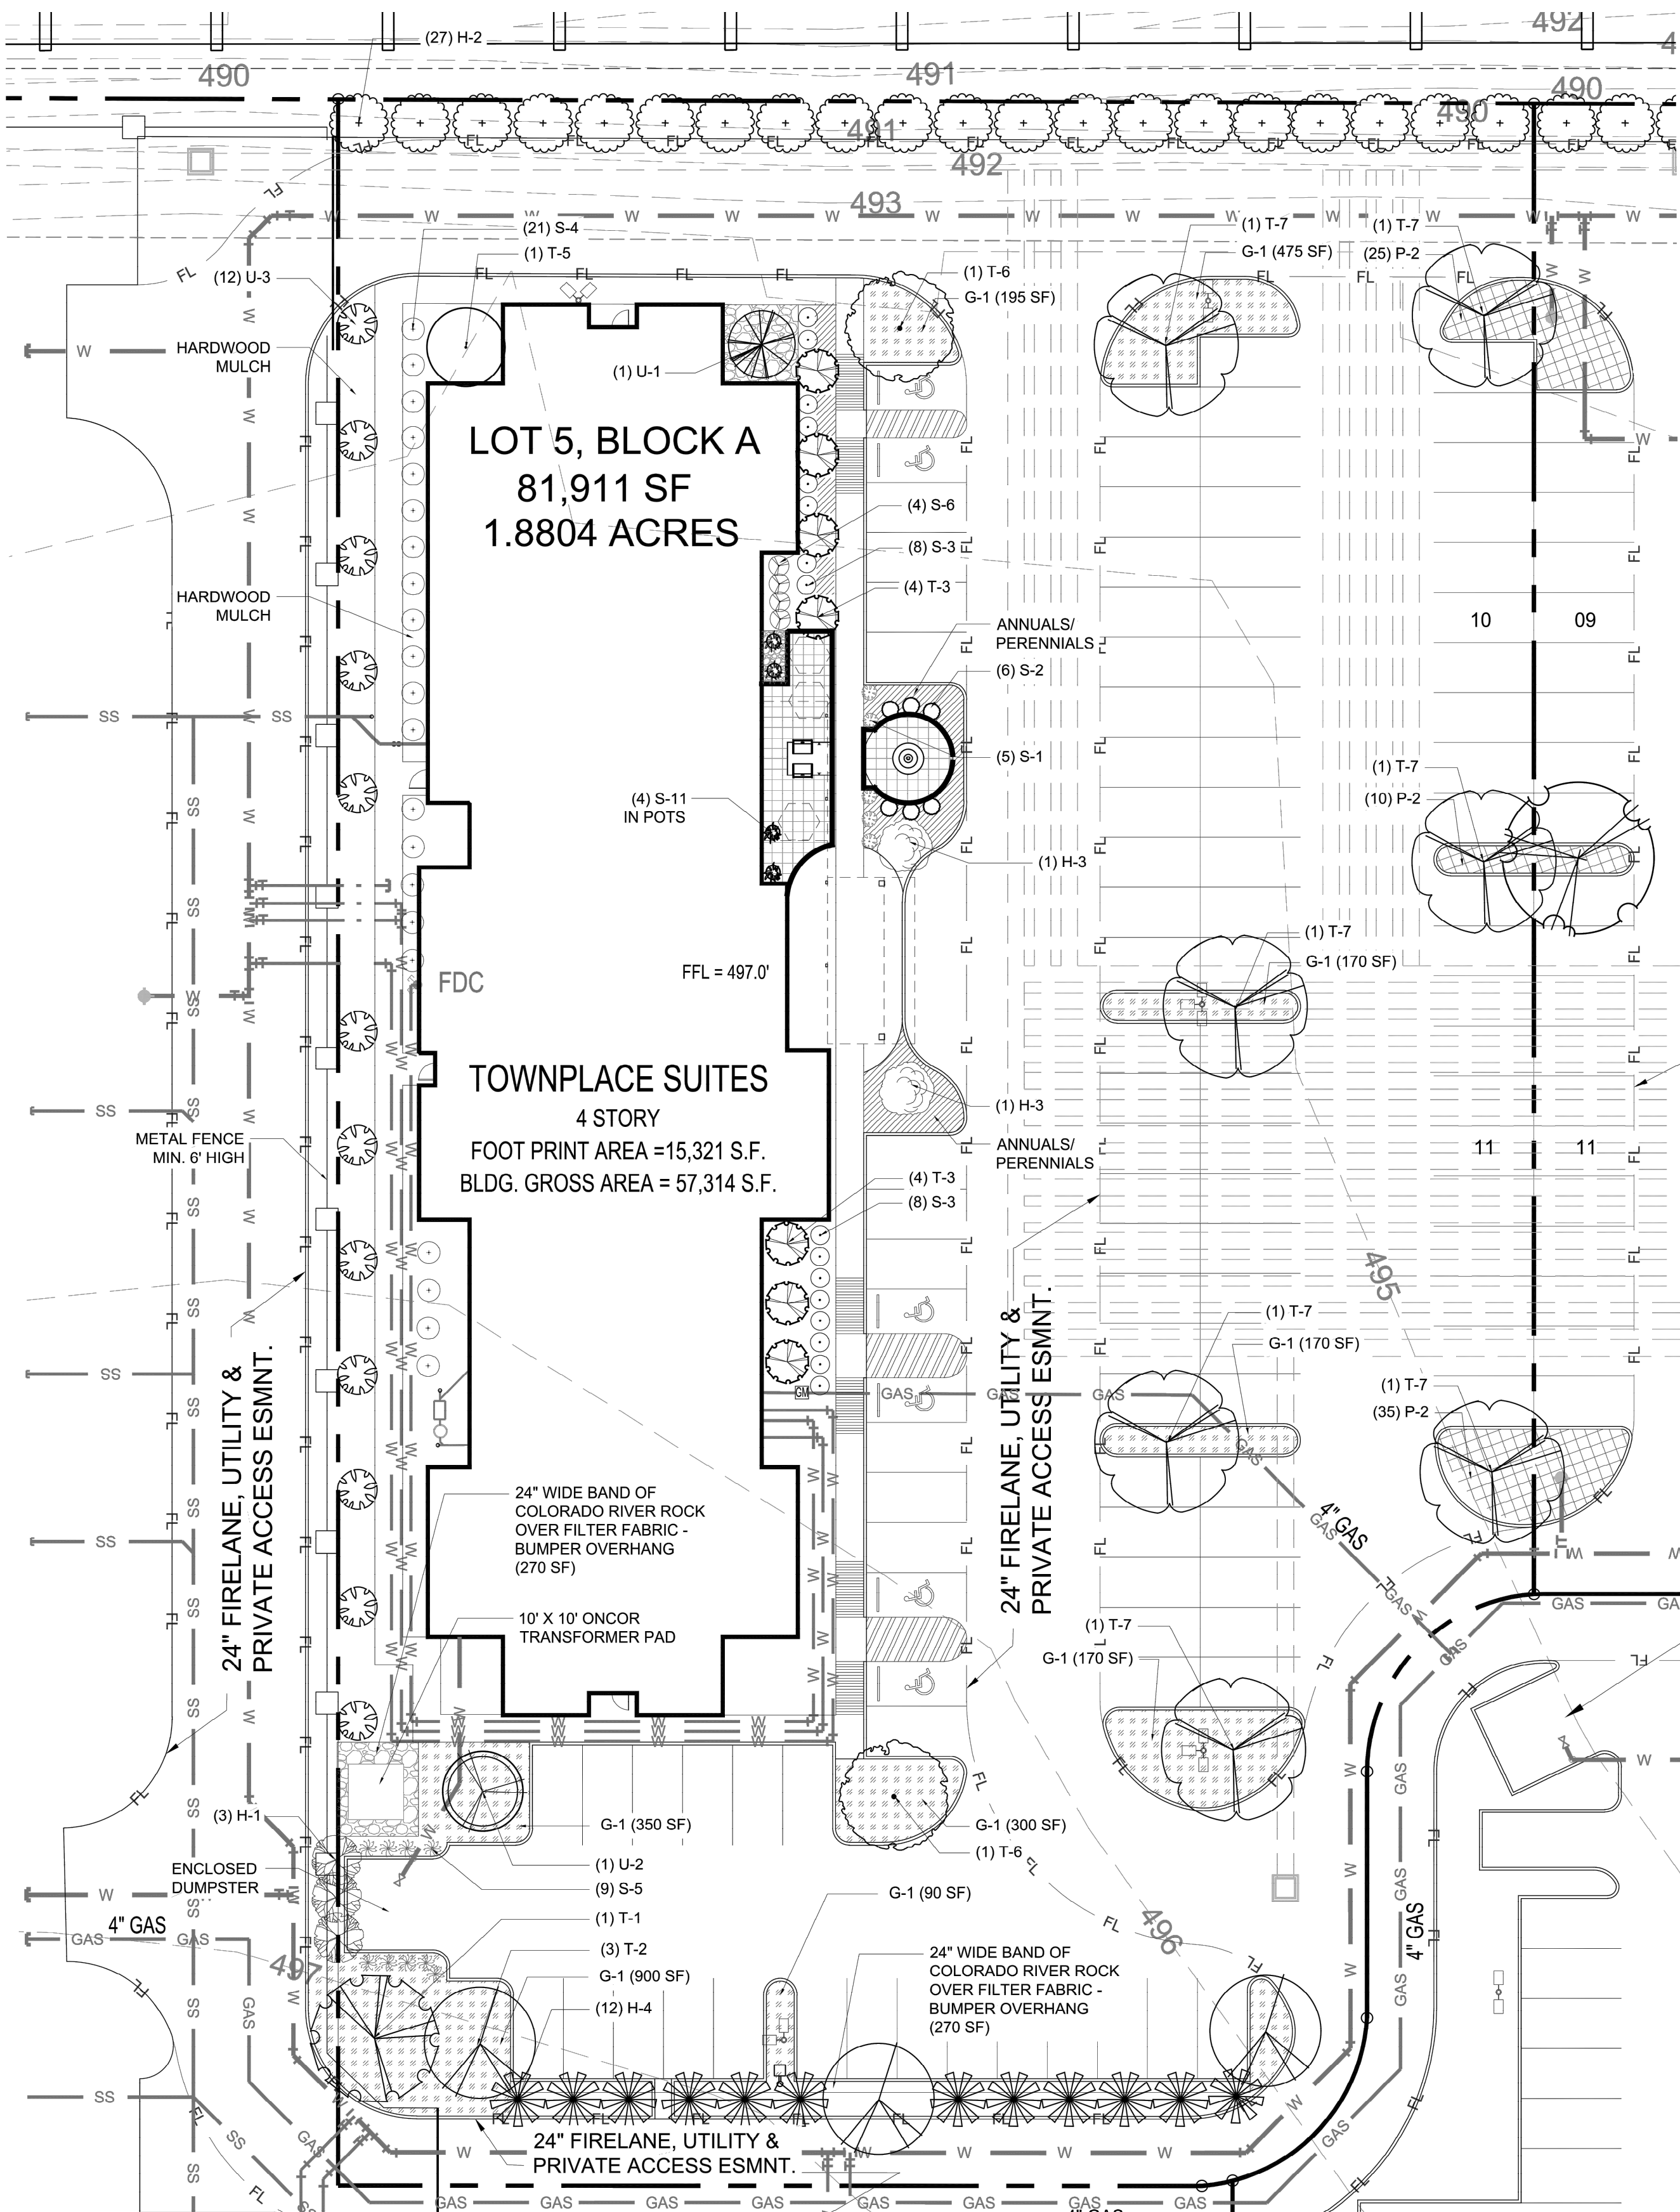 (27) H-2
492
490
491
490
490
491
492
493
(21) S-4
(1) T-5
(12) U-3
(1) T-6
G-1 (195 SF)
(1) T-7
G-1 (475 SF)
(1) T-7
(25) P-2
HARDWOOD
MULCH
(1) U-1
LOT 5, BLOCK A
81,911 SF
1.8804 ACRES
(4) S-6
(8) S-3
(4) T-3
HARDWOOD
MULCH
ANNUALS/
PERENNIALS
(6) S-2
10
09
(5) S-1
(4) S-11
IN POTS
(1) T-7
(10) P-2
(1) H-3
(1) T-7
G-1 (170 SF)
FFL = 497.0'
FDC
TOWNPLACE SUITES
4 STORY
FOOT PRINT AREA =15,321 S.F.
BLDG. GROSS AREA = 57,314 S.F.
METAL FENCE
MIN. 6' HIGH
(1) H-3
ANNUALS/
PERENNIALS
11
11
(4) T-3
(8) S-3
495
(1) T-7
G-1 (170 SF)
GM
GAS
GAS
GAS
GAS
(1) T-7
(35) P-2
24" FIRELANE, UTILITY &
PRIVATE ACCESS ESMNT.
24" FIRELANE, UTILITY &
PRIVATE ACCESS ESMNT.
24" WIDE BAND OF
COLORADO RIVER ROCK
OVER FILTER FABRIC -
BUMPER OVERHANG
(270 SF)
4" GAS
GAS
GAS
GAS
GAS
10' X 10' ONCOR
TRANSFORMER PAD
(1) T-7
G-1 (170 SF)
(3) H-1
G-1 (350 SF)
G-1 (300 SF)
(1) T-6
ENCLOSED
DUMPSTER
(1) U-2
(9) S-5
G-1 (90 SF)
4" GAS
GAS
GAS
497
(1) T-1
(3) T-2
G-1 (900 SF)
(12) H-4
24" WIDE BAND OF
COLORADO RIVER ROCK
OVER FILTER FABRIC -
BUMPER OVERHANG
(270 SF)
496
4" GAS
GAS
GAS
GAS
GAS
24" FIRELANE, UTILITY &
PRIVATE ACCESS ESMNT.
GAS
GAS
GAS
GAS
GAS
GAS
GAS
GAS